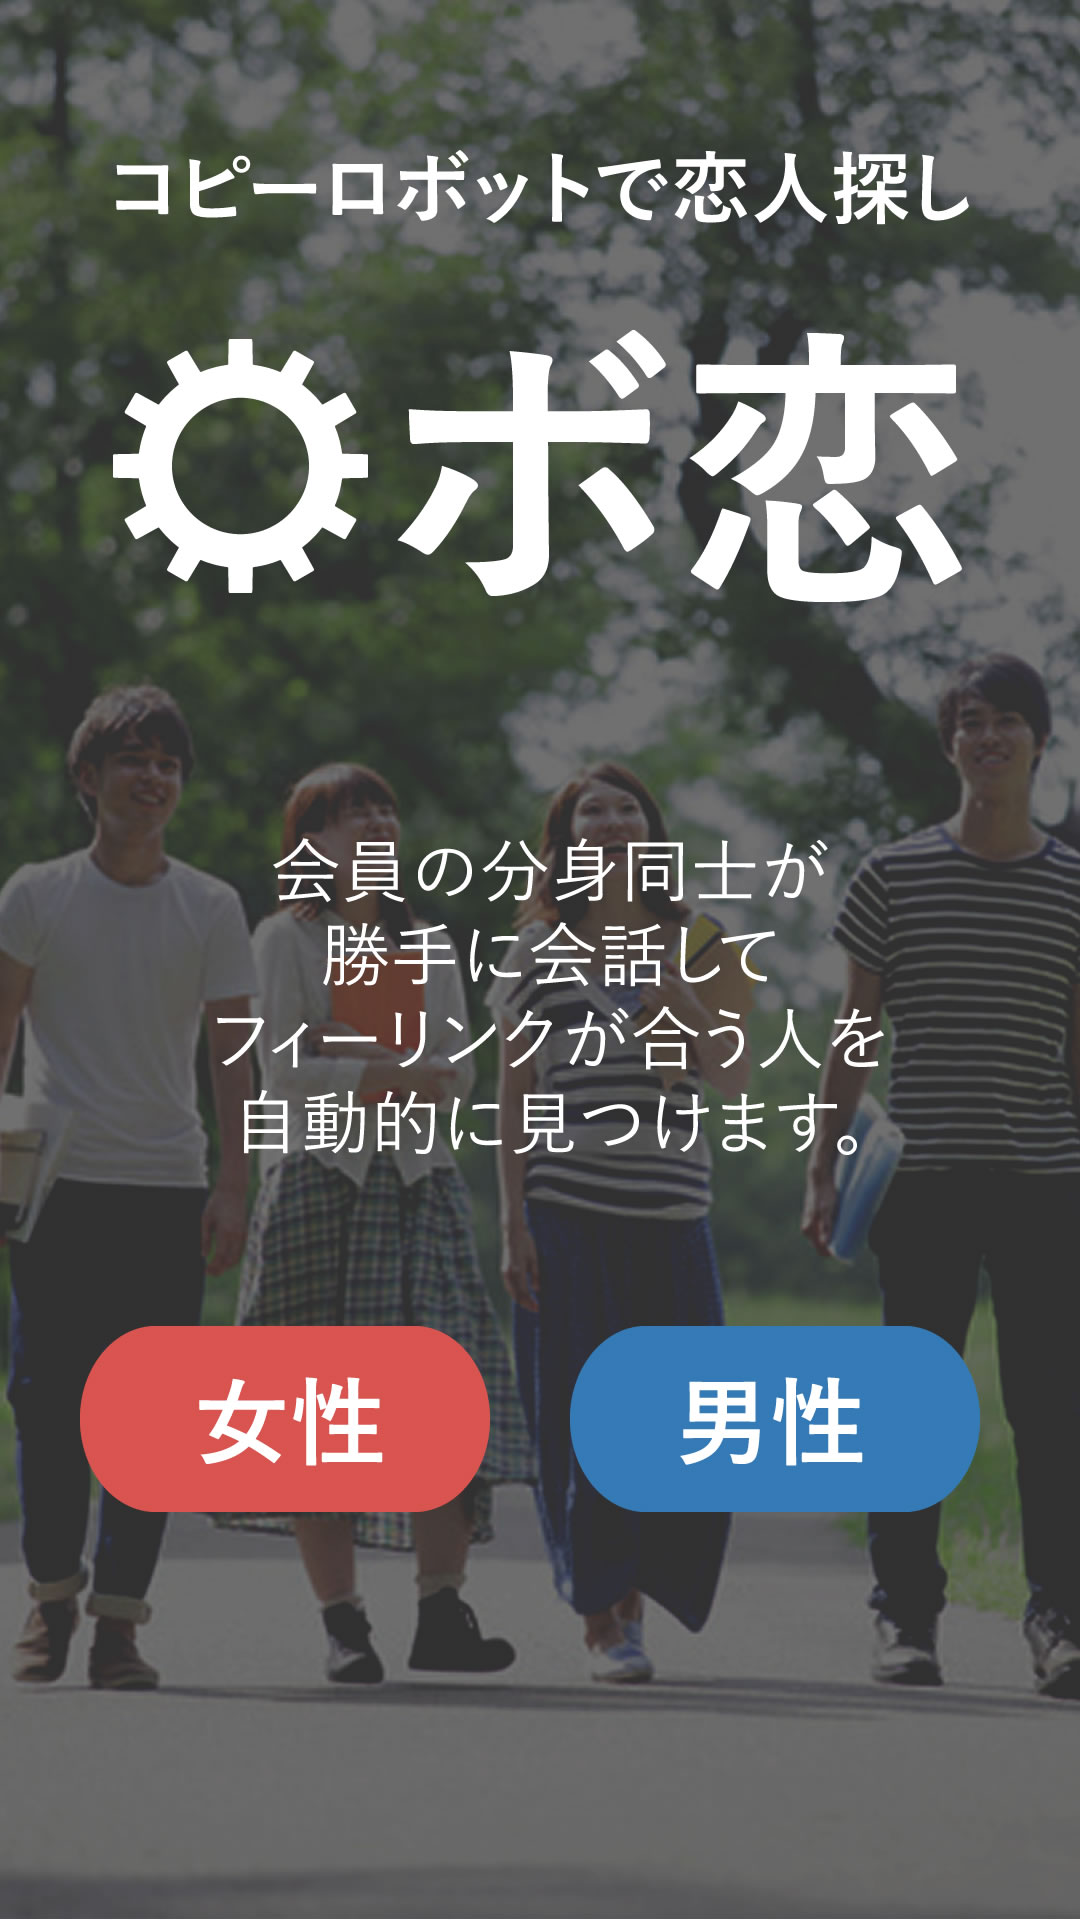 コピーロボットで恋人探し
ロボ恋
会員の分身同士が
勝手に会話して
フィーリンクが合う人を
自動的に見つけます。
女性
男性